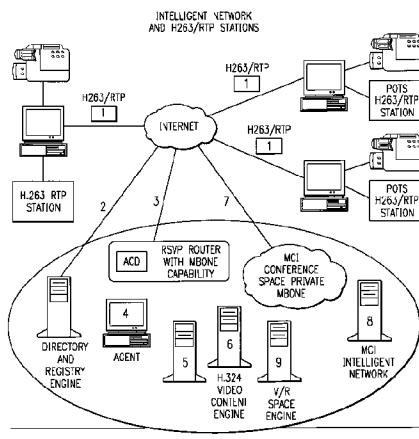 INTELLIGENT NETWORK
AND H263/RTP STATIONS
H263/RTP
1
H263/RTP
1
INTERNET
H263/RTP
1
POTS
H263/RTP
STATION
POTS
H263/RTP
STATION
H.263 RTP
STATION
2
3
7
ACD
RSVP ROUTER
WITH MBONE
CAPABILITY
MCI
CONFERENCE
SPACE PRIVATE
MBONE
DIRECTORY
AND
REGISTRY
ENGINE
4
AGENT
5
6
H.324
VIDEO
CONTENT
ENGINE
9
V/R
SPACE
ENGINE
8
MCI
INTELLIGENT
NETWORK